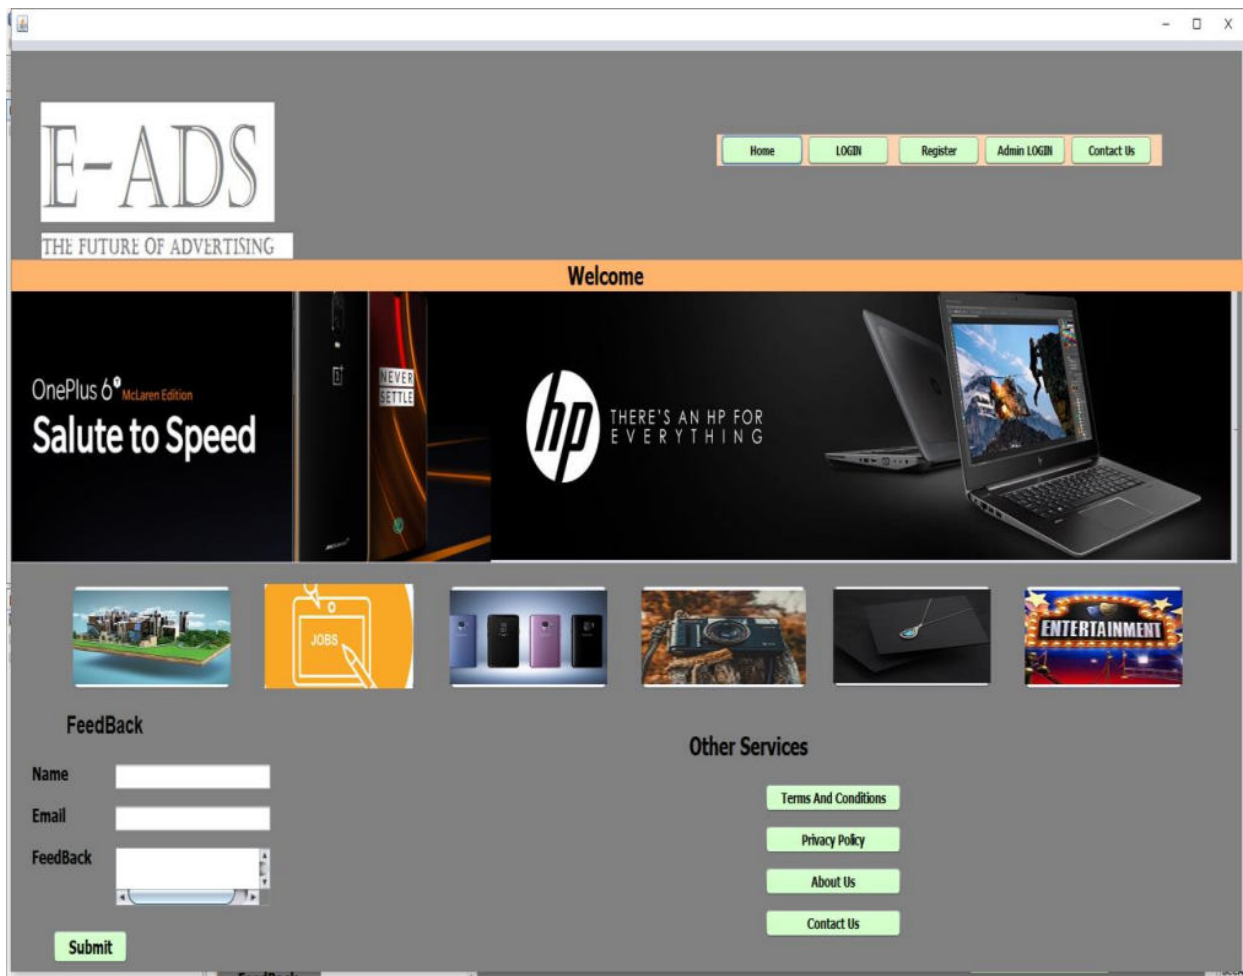 E-ADS
THE FUTURE OF ADVERTISING
Home LOGIN Register Admin LOGIN Contact Us
Welcome
OnePlus 6T McLaren Edition
Salute to Speed
NEVER
SETTLE
hp
THERE'S AN HP FOR
EVERYTHING
JOBS
ENTERTAINMENT
FeedBack
Name
Email
FeedBack
Submit
Other Services
Terms And Conditions
Privacy Policy
About Us
Contact Us